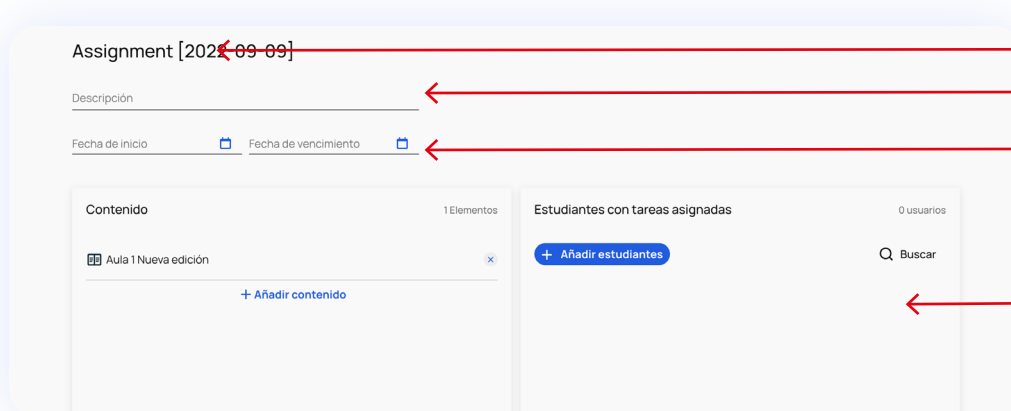 Assignment [2022-09-09]
Descripción
Fecha de inicio Fecha de vencimiento
Contenido 1 Elementos
Aula 1 Nueva edición
+ Añadir contenido
Estudiantes con tareas asignadas 0 usuarios
+ Añadir estudiantes Buscar